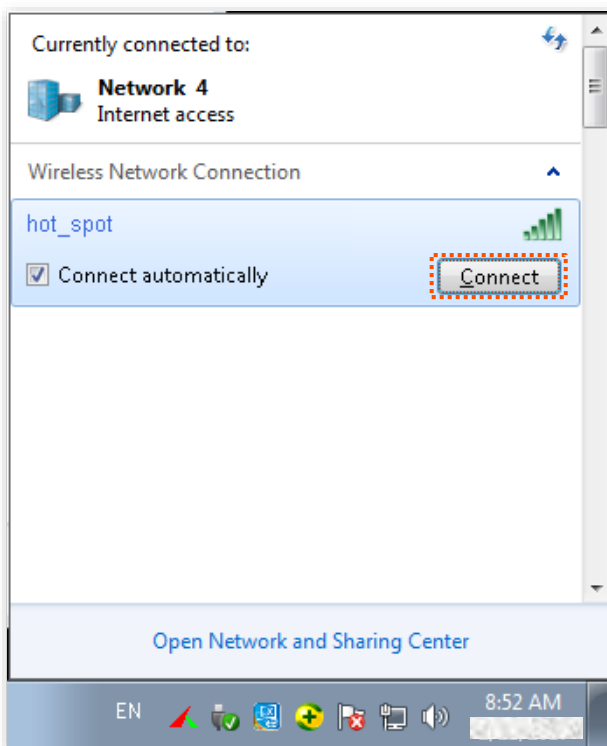 Currently connected to:
Network 4
Internet access
Wireless Network Connection
hot_spot
Connect automatically
Connect
Open Network and Sharing Center
EN
8:52 AM